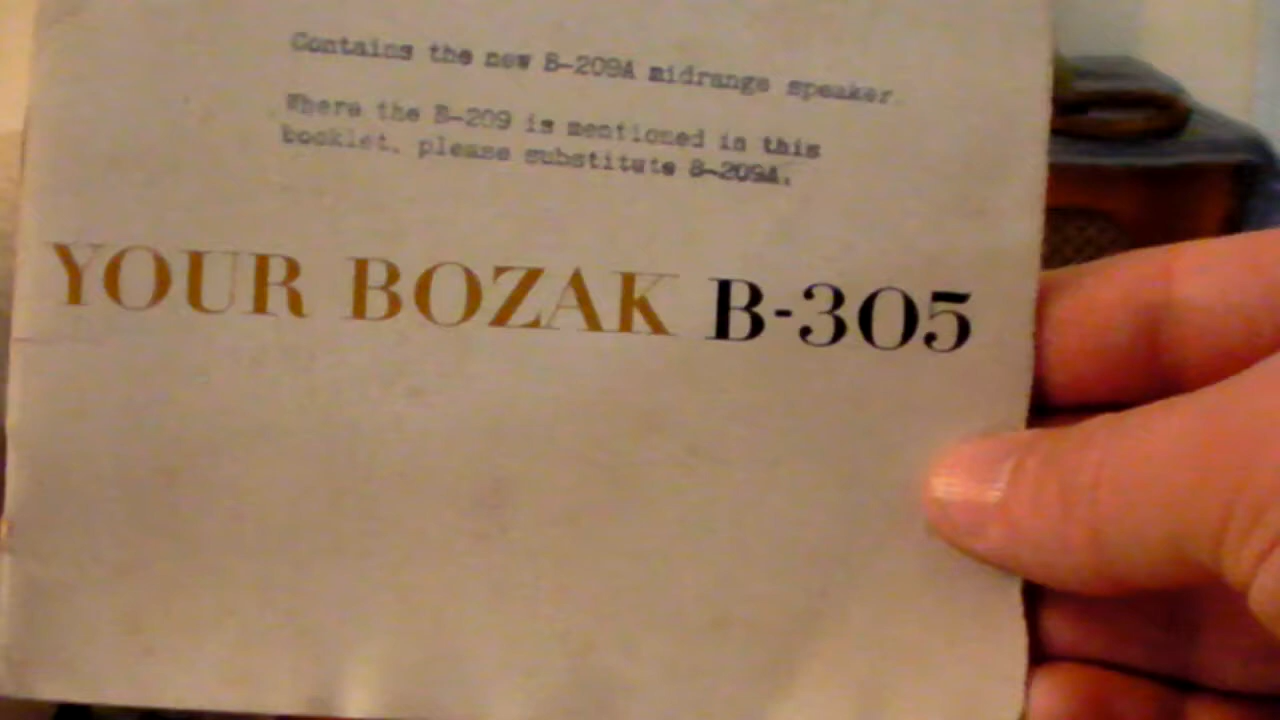 Contains the new B-209A midrange speaker.
Where the B-209 is mentioned in this
booklet, please substitute B-209A.
YOUR BOZAK B-305